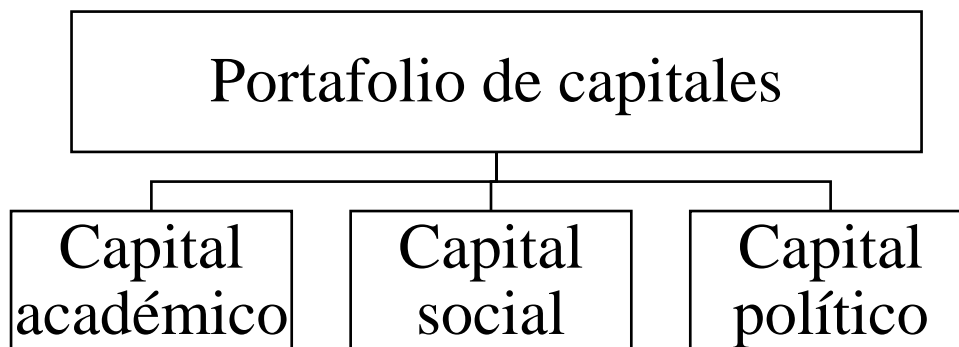 Portafolio de capitales
Capital
académico
Capital
social
Capital
político